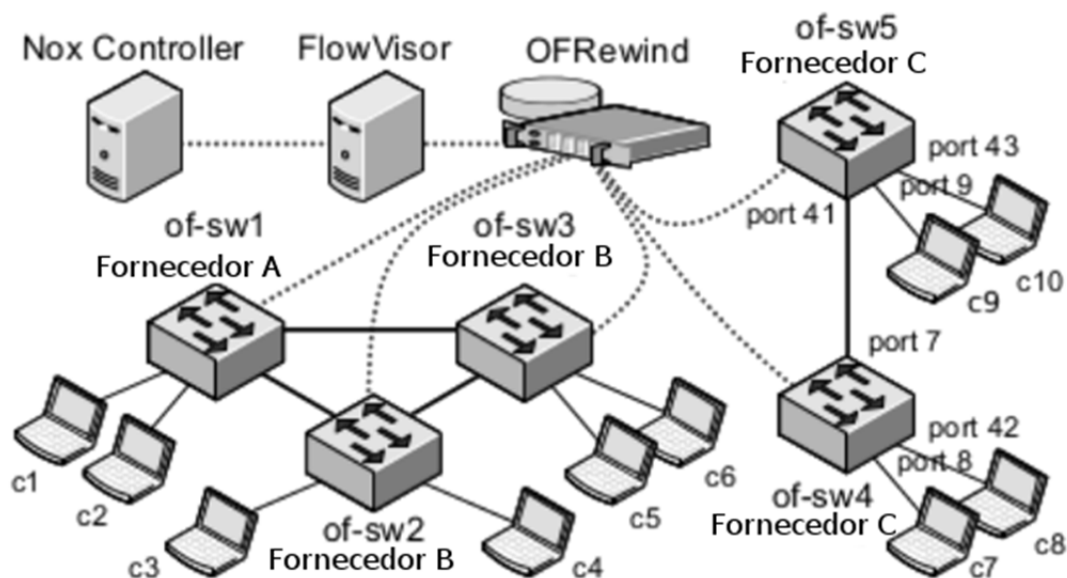 Nox Controller
FlowVisor
OFRewind
of-sw5
Fornecedor C
port 43
port 9
port 41
c10
c9
of-sw1
Fornecedor A
of-sw3
Fornecedor B
port 7
port 42
port 8
c1
c2
c3
of-sw2
Fornecedor B
c4
c5
c6
of-sw4
Fornecedor C
c7
c8